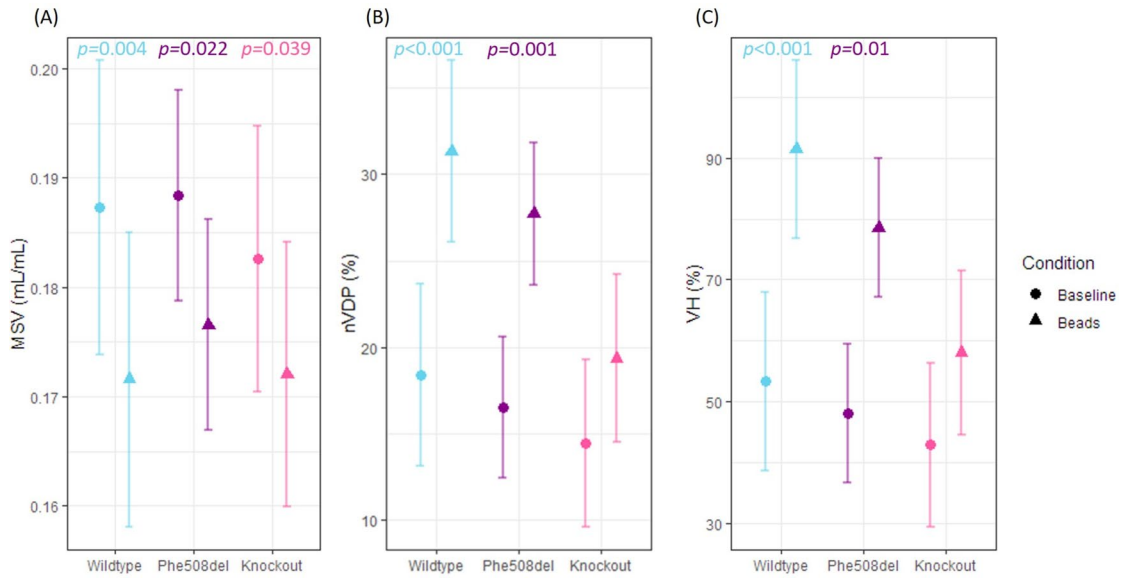 (A)
p=0.004 p=0.022 p=0.039
0.20
0.19
0.18
0.17
0.16
MSV (mL/mL)
Wildtype Phe508del Knockout
(B)
p<0.001 p=0.001
30
20
10
nVDP (%)
Wildtype Phe508del Knockout
(C)
p<0.001 p=0.01
90
70
50
30
VH (%)
Wildtype Phe508del Knockout
Condition
Baseline
Beads